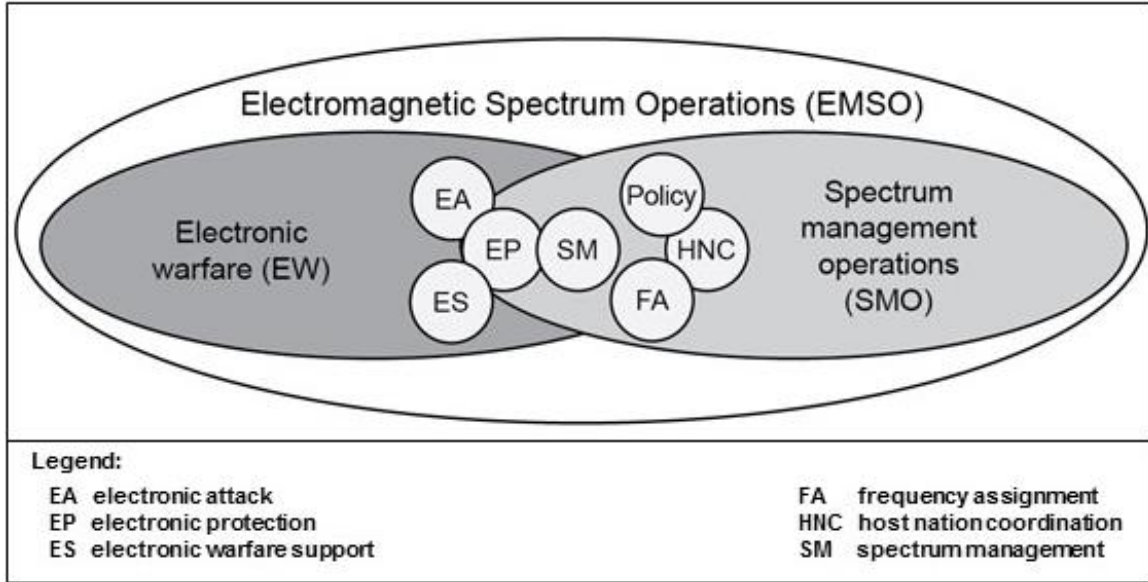 Electromagnetic Spectrum Operations (EMSO)
Electronic
warfare (EW)
EA
EP
ES
SM
Policy
HNC
FA
Spectrum
management
operations
(SMO)
Legend:
EA electronic attack
EP electronic protection
ES electronic warfare support
FA frequency assignment
HNC host nation coordination
SM spectrum management